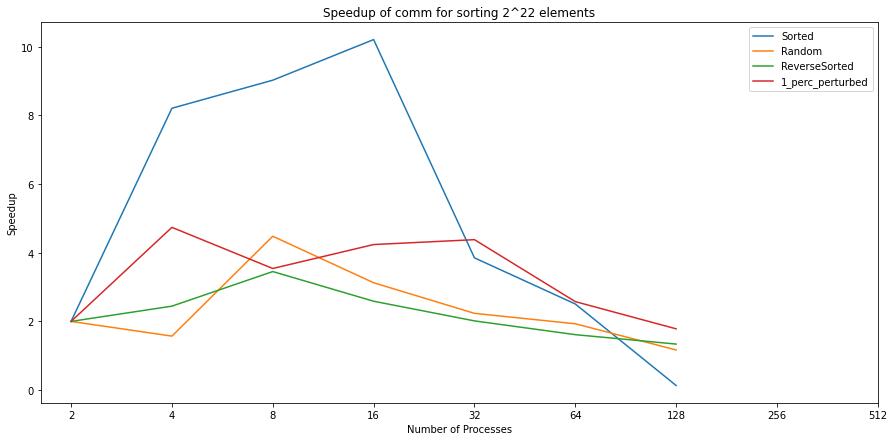 Speedup of comm for sorting 2^22 elements
Sorted
Random
ReverseSorted
1_perc_perturbed
10
8
6
4
2
0
Speedup
2 4 8 16 32 64 128 256 512
Number of Processes